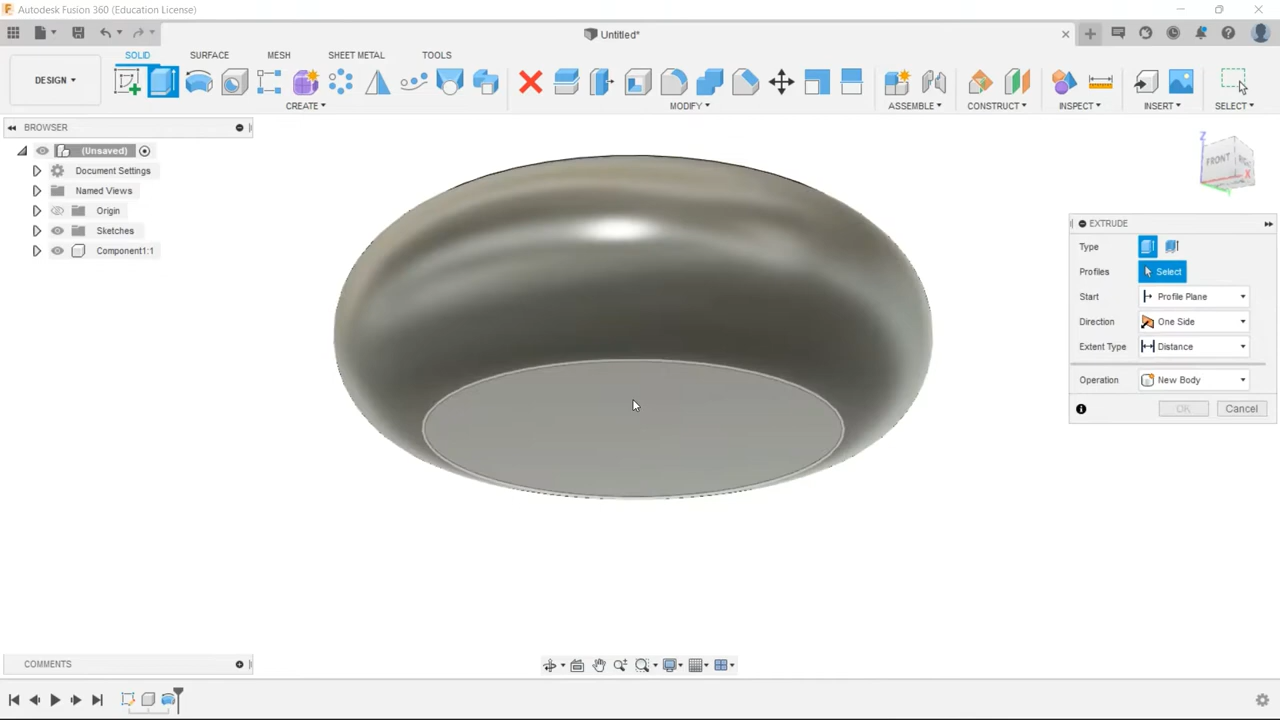 Autodesk Fusion 360 (Education License)
Untitled*
SOLID SURFACE MESH SHEET METAL TOOLS
DESIGN ▾
CREATE ▾ MODIFY ▾ ASSEMBLE ▾ CONSTRUCT ▾ INSPECT ▾ INSERT ▾ SELECT ▾
BROWSER
(Unsaved)
Document Settings
Named Views
Origin
Sketches
Component1:1
Z
FRONT
X
EXTRUDE
Type
Profiles Select
Start Profile Plane
Direction One Side
Extent Type Distance
Operation New Body
OK Cancel
COMMENTS